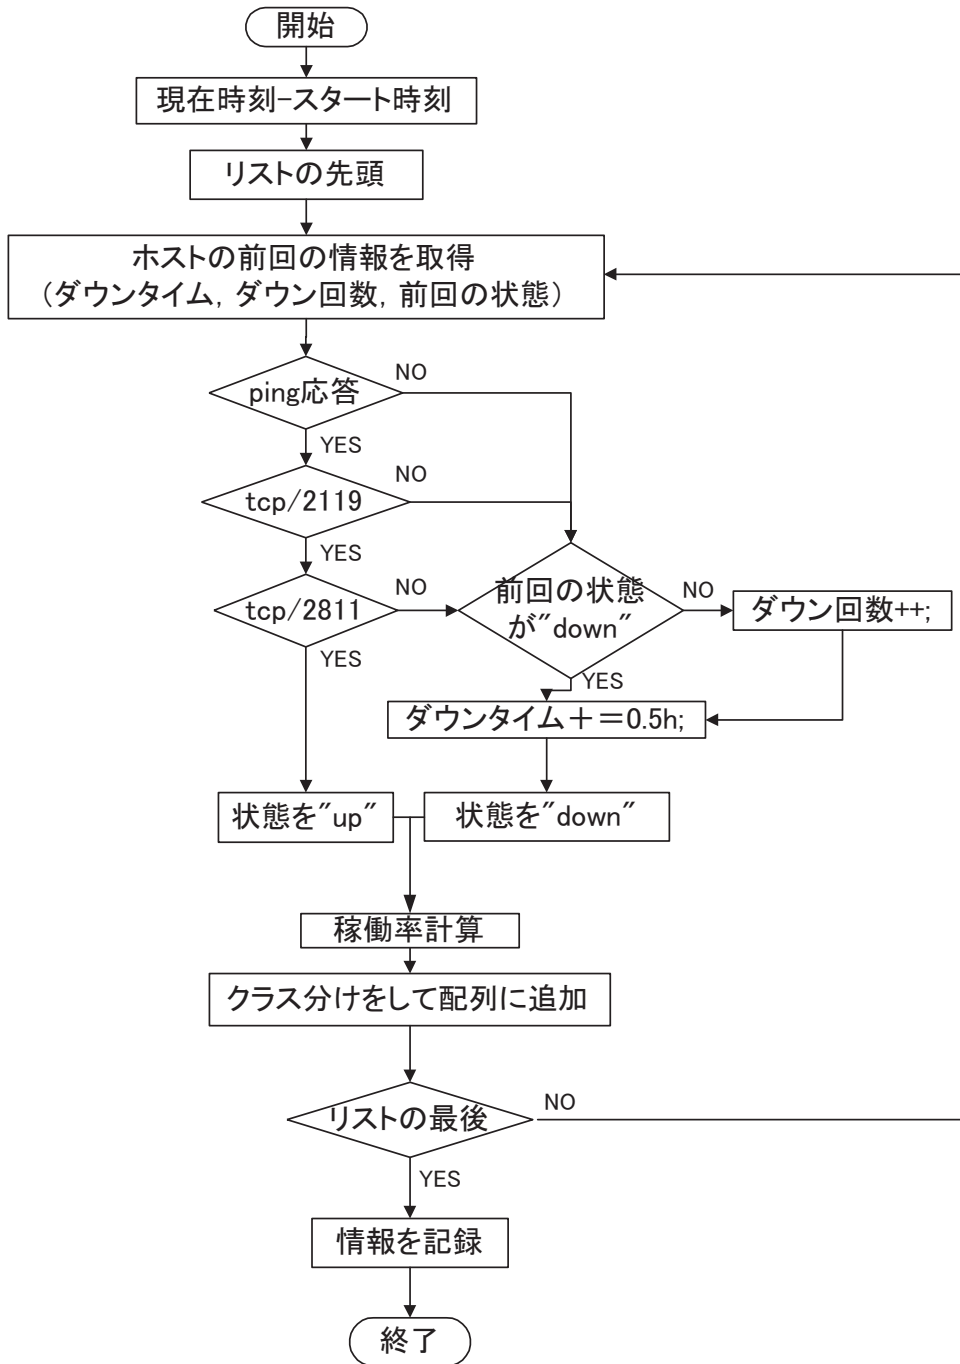 開始
現在時刻-スタート時刻
リストの先頭
ホストの前回の情報を取得
(ダウンタイム, ダウン回数, 前回の状態)
ping応答
NO
YES
tcp/2119
NO
YES
tcp/2811
NO
YES
前回の状態
が"down"
NO
YES
ダウン回数++;
ダウンタイム+=0.5h;
状態を"up"
状態を"down"
稼働率計算
クラス分けをして配列に追加
リストの最後
NO
YES
情報を記録
終了